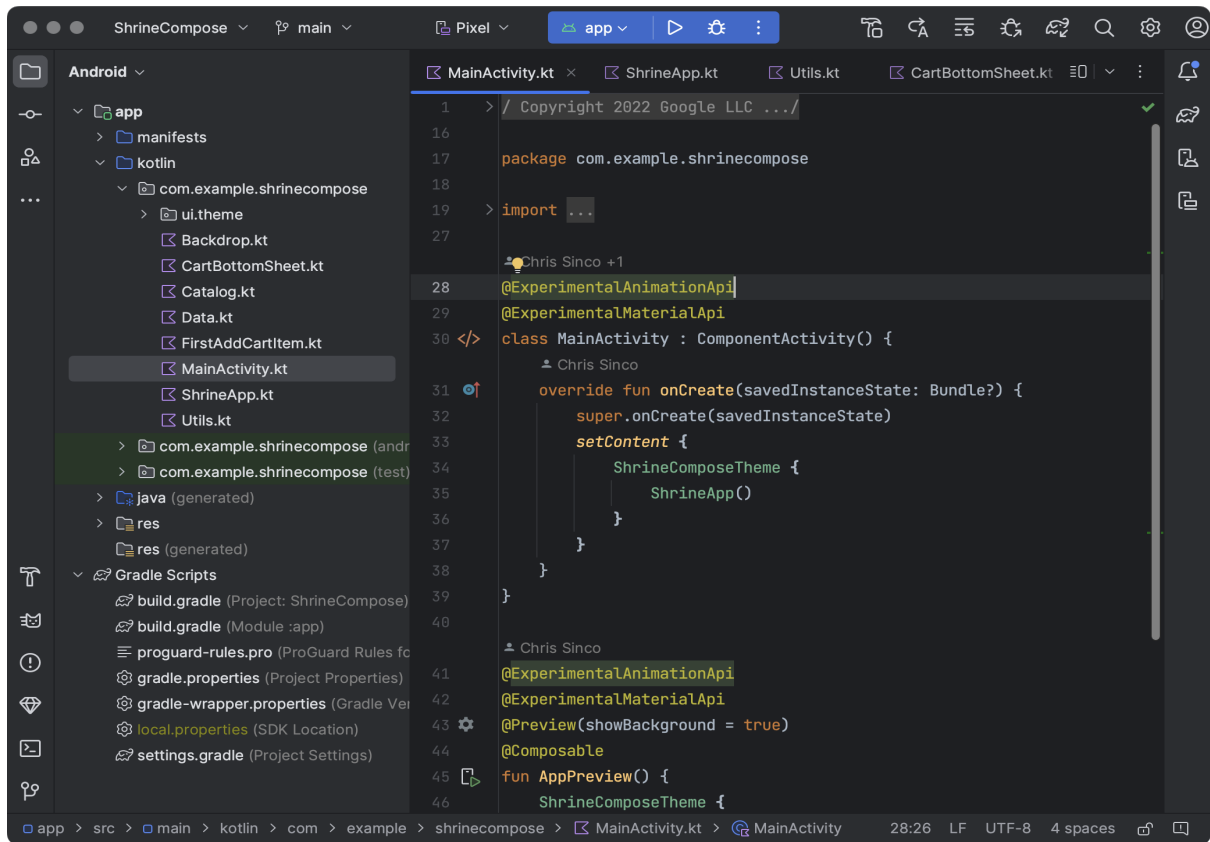 ShrineCompose main Pixel app
Android
app
manifests
kotlin
com.example.shrinecompose
ui.theme
Backdrop.kt
CartBottomSheet.kt
Catalog.kt
Data.kt
FirstAddCartItem.kt
MainActivity.kt
ShrineApp.kt
Utils.kt
com.example.shrinecompose (andr
com.example.shrinecompose (test)
java (generated)
res
res (generated)
Gradle Scripts
build.gradle (Project: ShrineCompose)
build.gradle (Module :app)
proguard-rules.pro (ProGuard Rules fo
gradle.properties (Project Properties)
gradle-wrapper.properties (Gradle Ver
local.properties (SDK Location)
settings.gradle (Project Settings)
MainActivity.kt ShrineApp.kt Utils.kt CartBottomSheet.kt
1 / Copyright 2022 Google LLC .../
16
17 package com.example.shrinecompose
18
19 import ...
27
Chris Sinco +1
28 @ExperimentalAnimationApi
29 @ExperimentalMaterialApi
30 class MainActivity : ComponentActivity() {
Chris Sinco
31 override fun onCreate(savedInstanceState: Bundle?) {
32 super.onCreate(savedInstanceState)
33 setContent {
34 ShrineComposeTheme {
35 ShrineApp()
36 }
37 }
38 }
39 }
40
Chris Sinco
41 @ExperimentalAnimationApi
42 @ExperimentalMaterialApi
43 @Preview(showBackground = true)
44 @Composable
45 fun AppPreview() {
46 ShrineComposeTheme {
app > src > main > kotlin > com > example > shrinecompose > MainActivity.kt > MainActivity 28:26 LF UTF-8 4 spaces